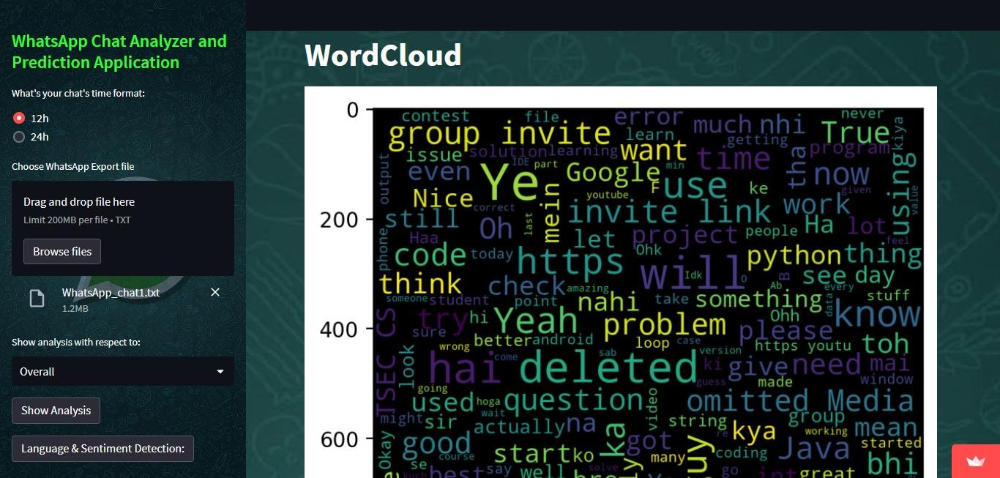 WhatsApp Chat Analyzer and
Prediction Application
What's your chat's time format:
12h
24h
Choose WhatsApp Export file
Drag and drop file here
Limit 200MB per file • TXT
Browse files
WhatsApp_chat1.txt
1.2MB
Show analysis with respect to:
Overall
Show Analysis
Language & Sentiment Detection:
WordCloud
0
200
400
600
contest file error much nhi never
group invite learn getting True kiya
issue solution learning want time tha program
output even IDE part Ye Google min F use ke now given using value
Nice correct youtube mein invite link work
still Oh last let project people Ha lot
phone Haa Ohk feel
code today https will Idk O python thing
think check amazing B Ab see day every
someone student point nahi take something data stuff
CS try hi Yeah problem Ohh please know
sure wrong better android loop case version https youtu toh
look come sab
TSEC hai deleted ki guess give need mai
going made window
used hoga question video omitted Media
might sir wait actually na string group mean
good course ka got re kya working started
Okay start ko many uy coding Java bhi
se kuch best say well solve ly go int great